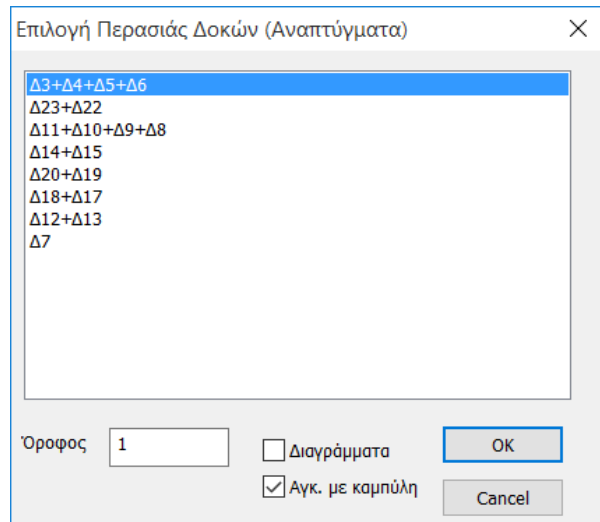 Επιλογή Περασιάς Δοκών (Αναπτύγματα)
Δ3+Δ4+Δ5+Δ6
Δ23+Δ22
Δ11+Δ10+Δ9+Δ8
Δ14+Δ15
Δ20+Δ19
Δ18+Δ17
Δ12+Δ13
Δ7
Όροφος 1
Διαγράμματα
OK
Αγκ. με καμπύλη
Cancel